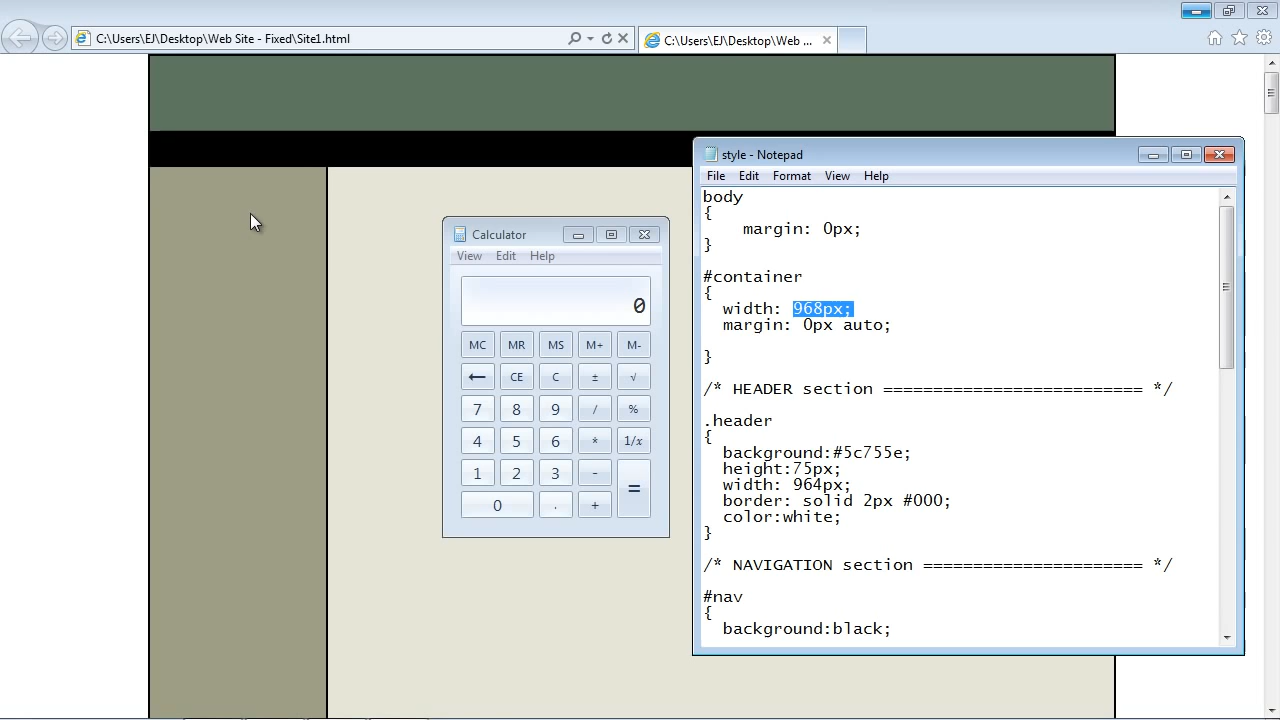 C:\Users\EJ\Desktop\Web Site - Fixed\Site1.html
C:\Users\EJ\Desktop\Web ...
style - Notepad
File Edit Format View Help
body
{
margin: 0px;
}
#container
{
width: 968px;
margin: 0px auto;
}
/* HEADER section ========================== */
.header
{
background:#5c755e;
height:75px;
width: 964px;
border: solid 2px #000;
color:white;
}
/* NAVIGATION section ====================== */
#nav
{
background:black;
Calculator
View Edit Help
0
MC MR MS M+ M-
← CE C ± √
7 8 9 / %
4 5 6 * 1/x
1 2 3 - =
0 . +